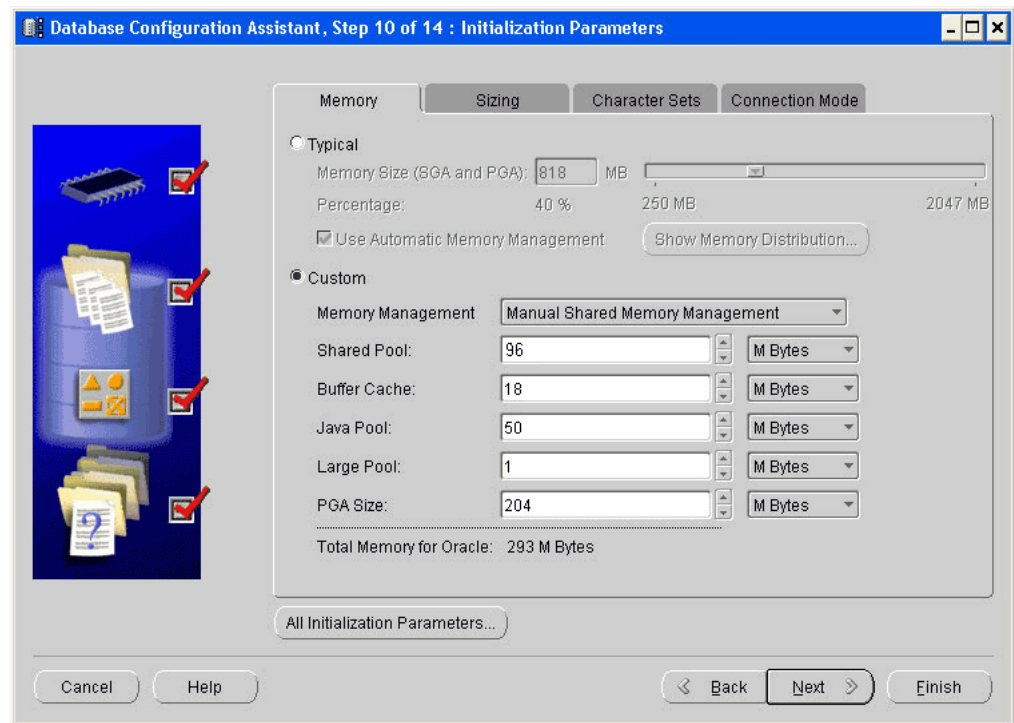 Database Configuration Assistant, Step 10 of 14 : Initialization Parameters
Memory Sizing Character Sets Connection Mode
Typical
Memory Size (SGA and PGA): 818 MB
Percentage: 40 % 250 MB 2047 MB
Use Automatic Memory Management Show Memory Distribution...
Custom
Memory Management Manual Shared Memory Management
Shared Pool: 96 M Bytes
Buffer Cache: 18 M Bytes
Java Pool: 50 M Bytes
Large Pool: 1 M Bytes
PGA Size: 204 M Bytes
Total Memory for Oracle: 293 M Bytes
All Initialization Parameters...
Cancel Help Back Next Finish